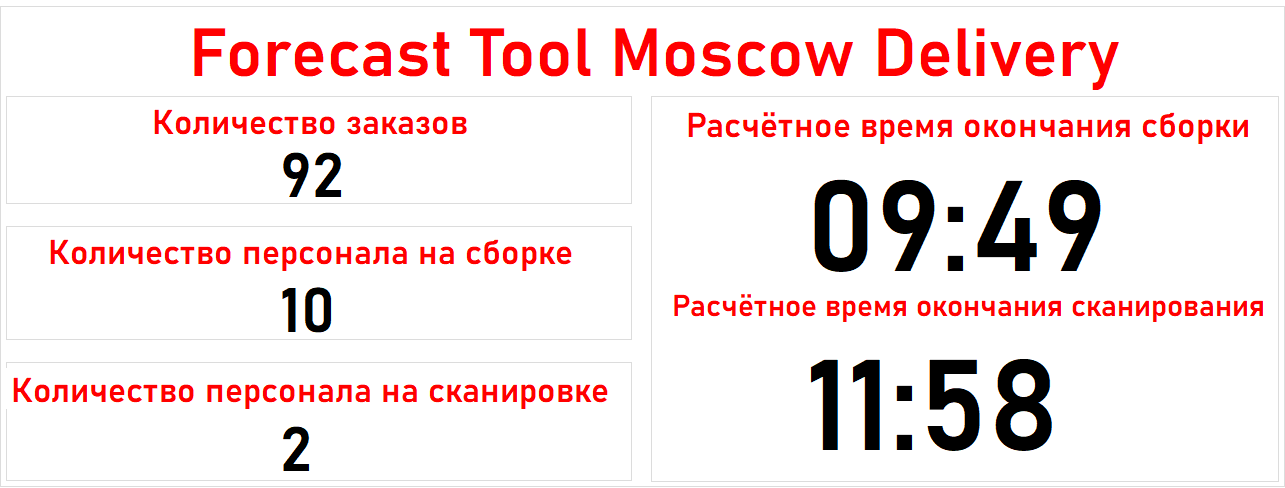 Forecast Tool Moscow Delivery
Количество заказов
92
Количество персонала на сборке
10
Количество персонала на сканировке
2
Расчётное время окончания сборки
09:49
Расчётное время окончания сканирования
11:58